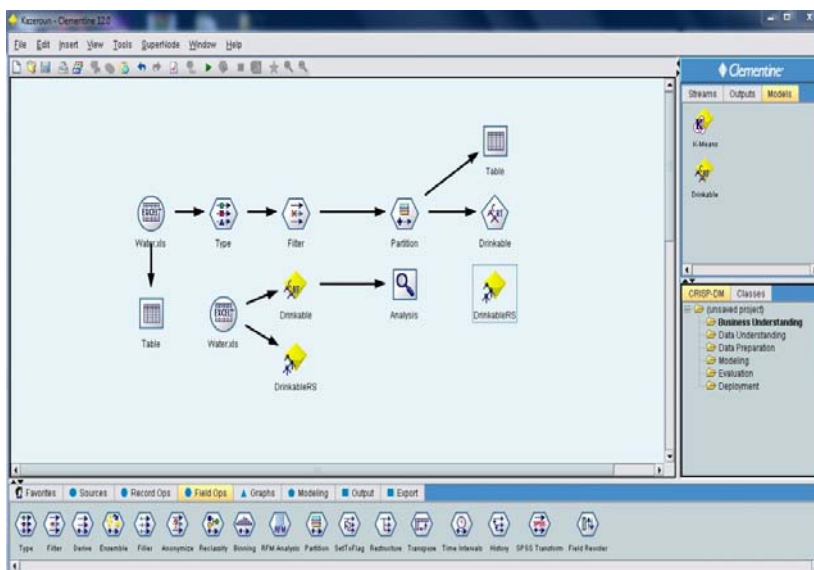 Kazeroun - Clementine 12.0
File Edit Insert View Tools SuperNode Window Help
Clementine
Streams Outputs Models
K-Means
Drinkable
Table
Water.xls Type Filter Partition Drinkable
Table Water.xls Drinkable Analysis DrinkableRS
DrinkableRS
CRISP-DM Classes
(unsaved project)
Business Understanding
Data Understanding
Data Preparation
Modeling
Evaluation
Deployment
Favorites Sources Record Ops Field Ops Graphs Modeling Output Export
Type Filter Derive Ensemble Filler Anonymize Reclassify Binning RFM Analysis Partition SetToFlag Restructure Transpose Time Intervals History SPSS Transform Field Reorder